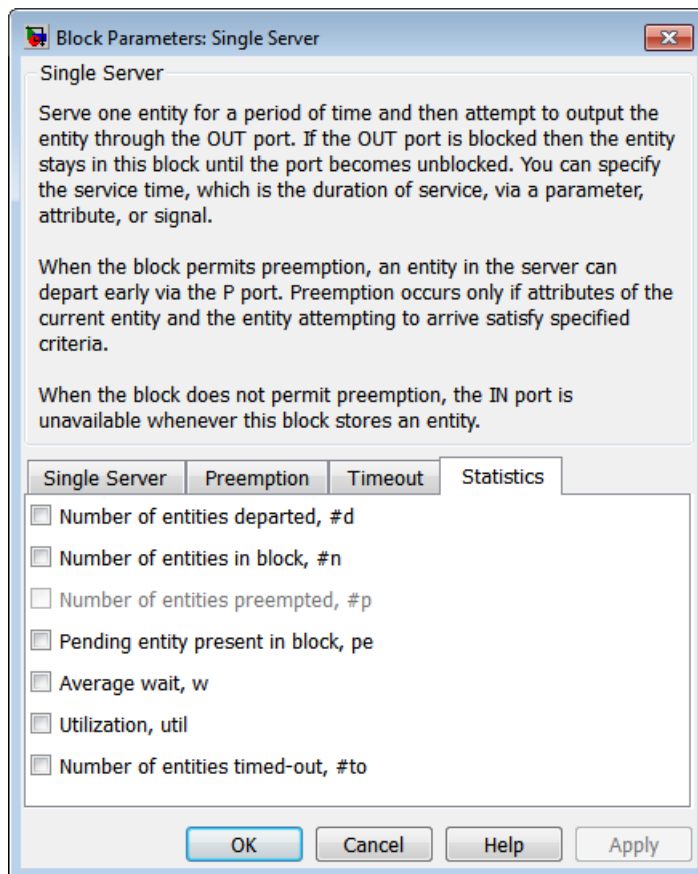 Block Parameters: Single Server
Single Server
Serve one entity for a period of time and then attempt to output the
entity through the OUT port. If the OUT port is blocked then the entity
stays in this block until the port becomes unblocked. You can specify
the service time, which is the duration of service, via a parameter,
attribute, or signal.
When the block permits preemption, an entity in the server can
depart early via the P port. Preemption occurs only if attributes of the
current entity and the entity attempting to arrive satisfy specified
criteria.
When the block does not permit preemption, the IN port is
unavailable whenever this block stores an entity.
Single Server Preemption Timeout Statistics
Number of entities departed, #d
Number of entities in block, #n
Number of entities preempted, #p
Pending entity present in block, pe
Average wait, w
Utilization, util
Number of entities timed-out, #to
OK Cancel Help Apply